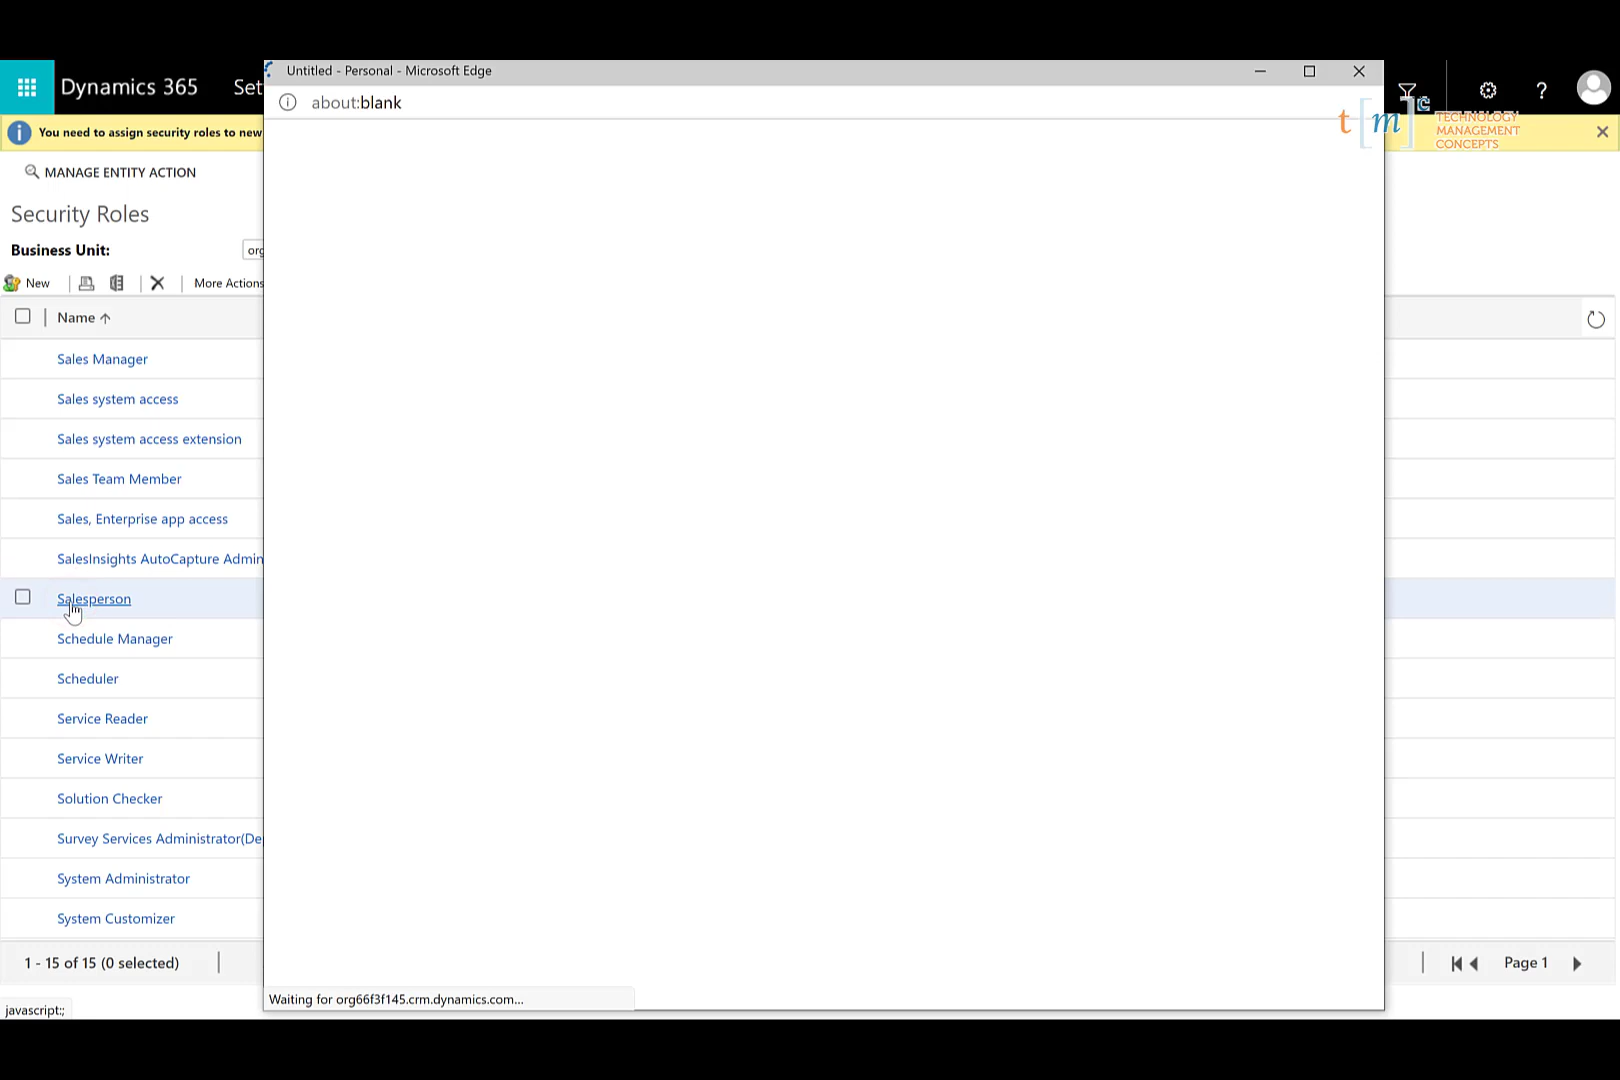 Untitled - Personal - Microsoft Edge
Dynamics 365
Set
about:blank
You need to assign security roles to new
t[m]c TECHNOLOGY
MANAGEMENT
CONCEPTS
MANAGE ENTITY ACTION
Security Roles
Business Unit:
org
New
More Actions
Name
Sales Manager
Sales system access
Sales system access extension
Sales Team Member
Sales, Enterprise app access
SalesInsights AutoCapture Admin
Salesperson
Schedule Manager
Scheduler
Service Reader
Service Writer
Solution Checker
Survey Services Administrator(De
System Administrator
System Customizer
1 - 15 of 15 (0 selected)
Page 1
Waiting for org66f3f145.crm.dynamics.com...
javascript:;